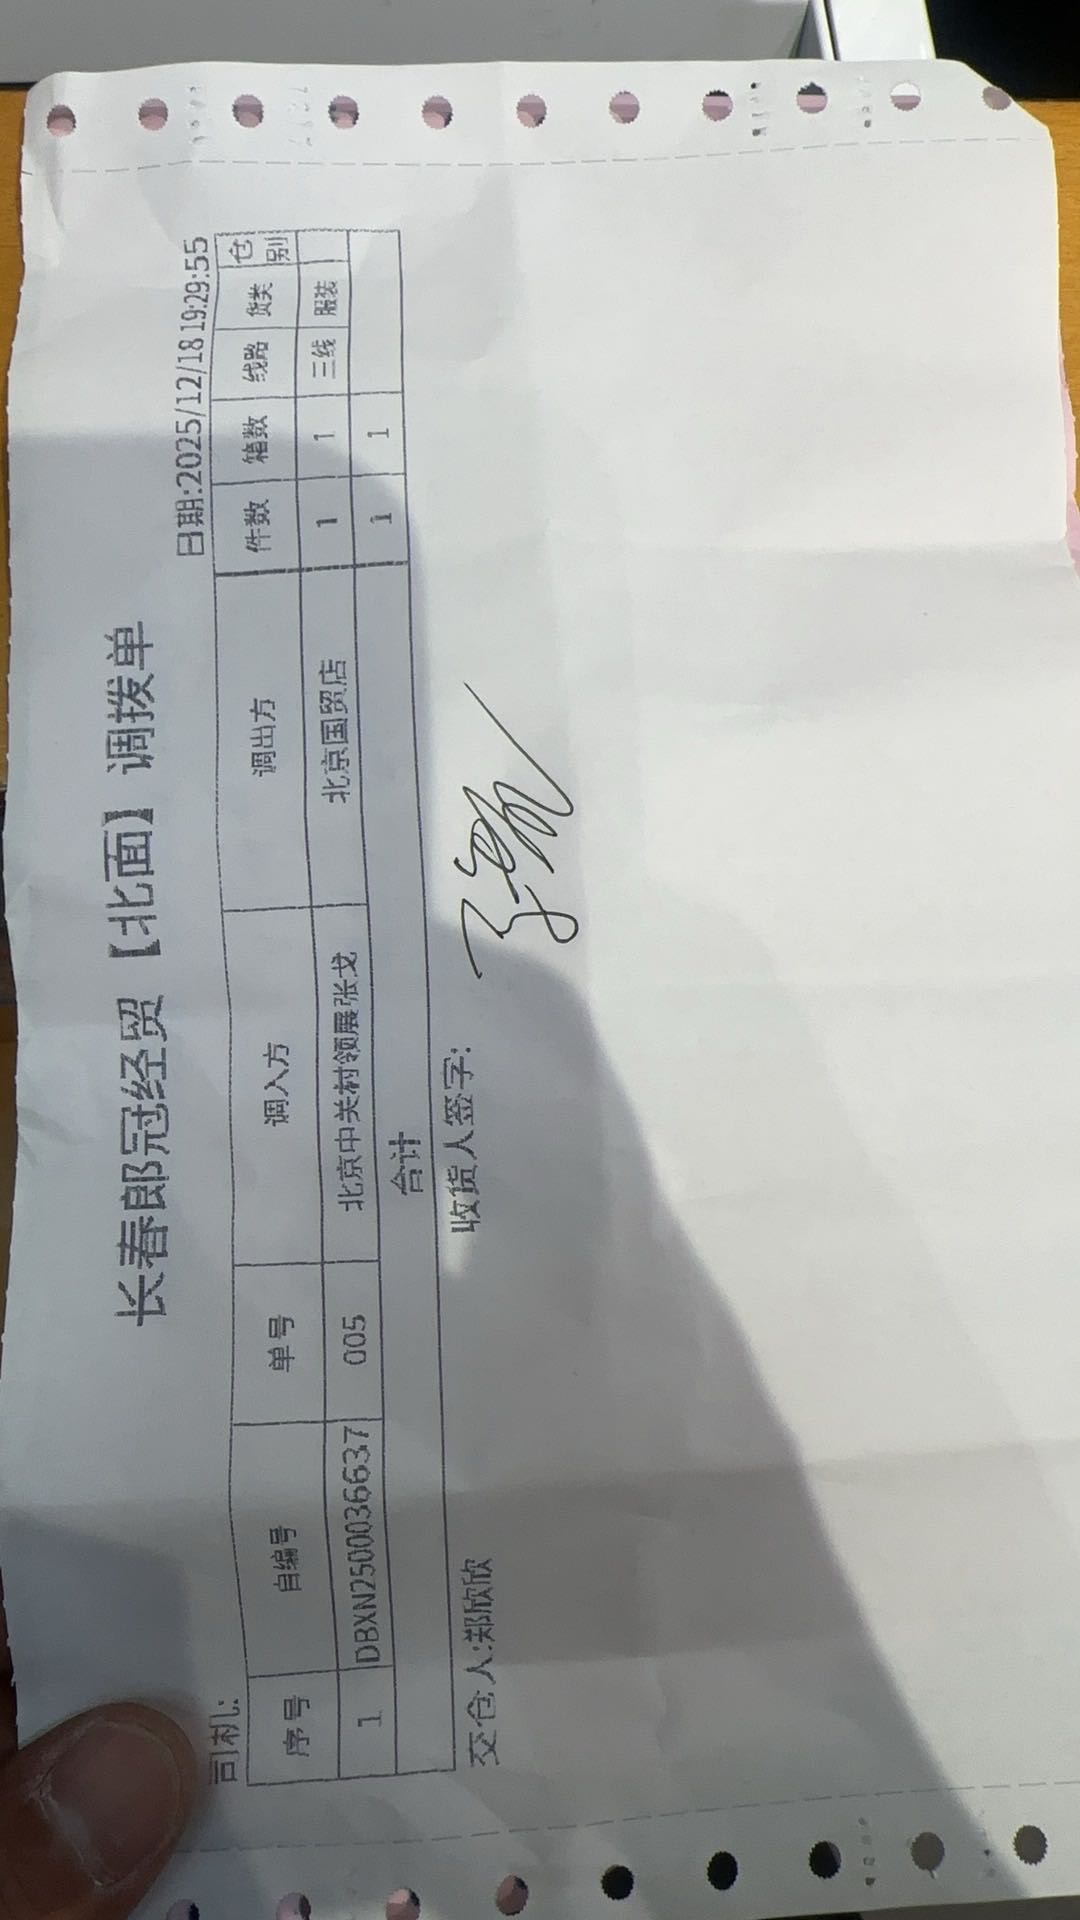 长春郎冠经贸【北面】调拨单
司机: 日期:2025/12/18 19:29:55
序号 自编号 单号 调入方 调出方 件数 箱数 线路 货类 仓别
1 DBXN250036637 005 北京中关村领展张戈 北京国贸店 1 1 三线 服装
合计 1 1
交仓人:郑欣欣 收货人签字: